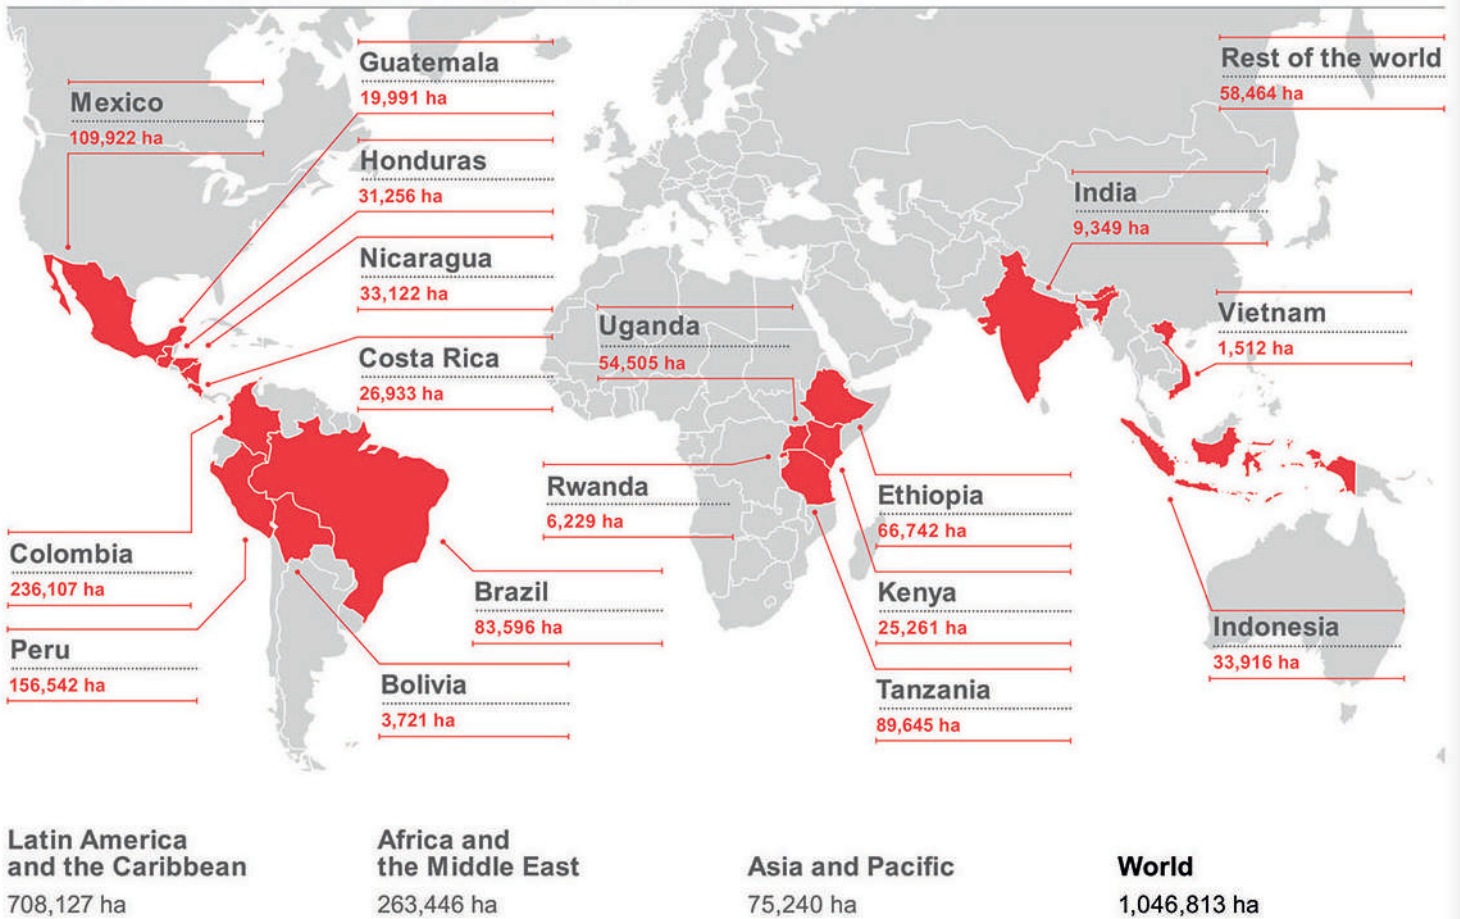 Guatemala
19,991 ha
Rest of the world
58,464 ha
Mexico
109,922 ha
Honduras
31,256 ha
India
9,349 ha
Nicaragua
33,122 ha
Uganda
54,505 ha
Vietnam
1,512 ha
Costa Rica
26,933 ha
Rwanda
6,229 ha
Ethiopia
66,742 ha
Colombia
236,107 ha
Brazil
83,596 ha
Kenya
25,261 ha
Indonesia
33,916 ha
Peru
156,542 ha
Bolivia
3,721 ha
Tanzania
89,645 ha
Latin America
and the Caribbean
708,127 ha
Africa and
the Middle East
263,446 ha
Asia and Pacific
75,240 ha
World
1,046,813 ha